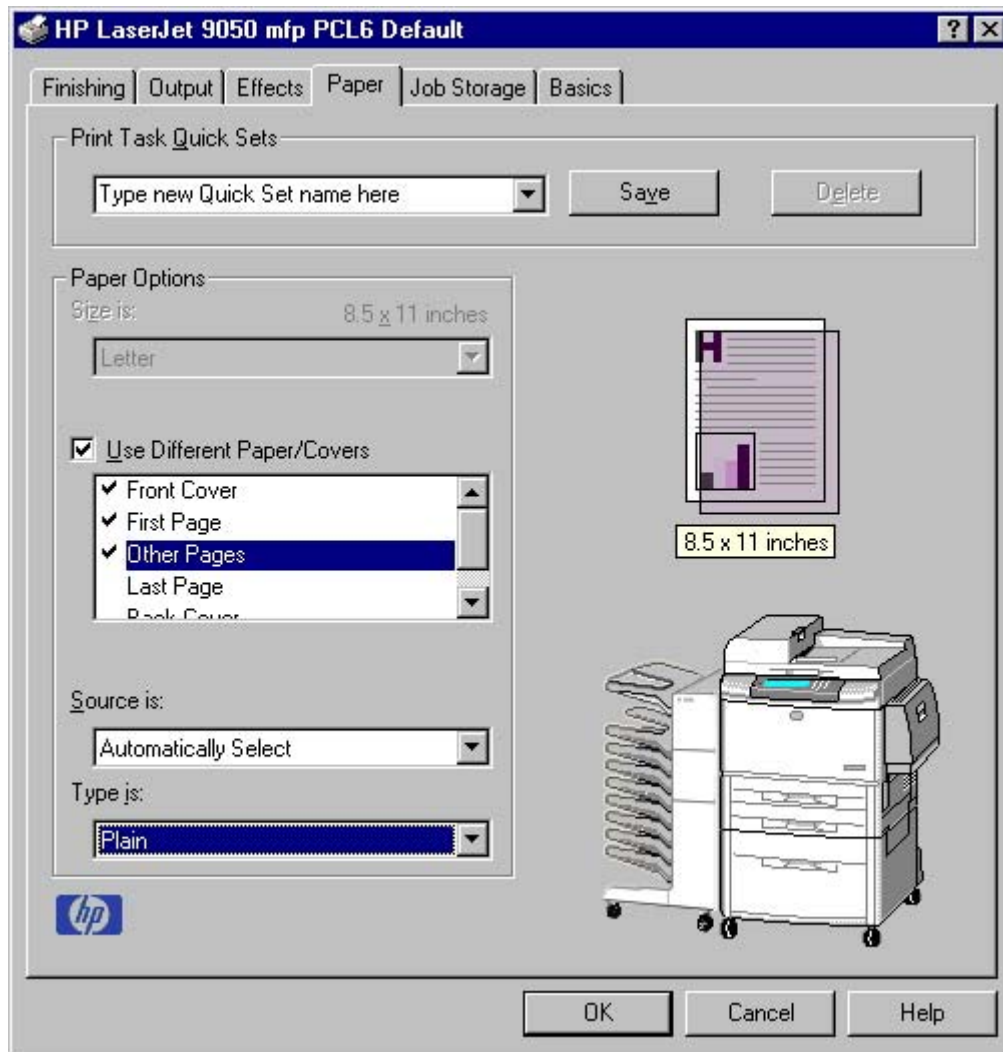 HP LaserJet 9050 mfp PCL6 Default
Finishing Output Effects Paper Job Storage Basics
Print Task Quick Sets
Type new Quick Set name here Save Delete
Paper Options
Size is: 8.5 x 11 inches
Letter
Use Different Paper/Covers
Front Cover
First Page
Other Pages
Last Page
Back Cover
8.5 x 11 inches
Source is:
Automatically Select
Type is:
Plain
hp
OK Cancel Help